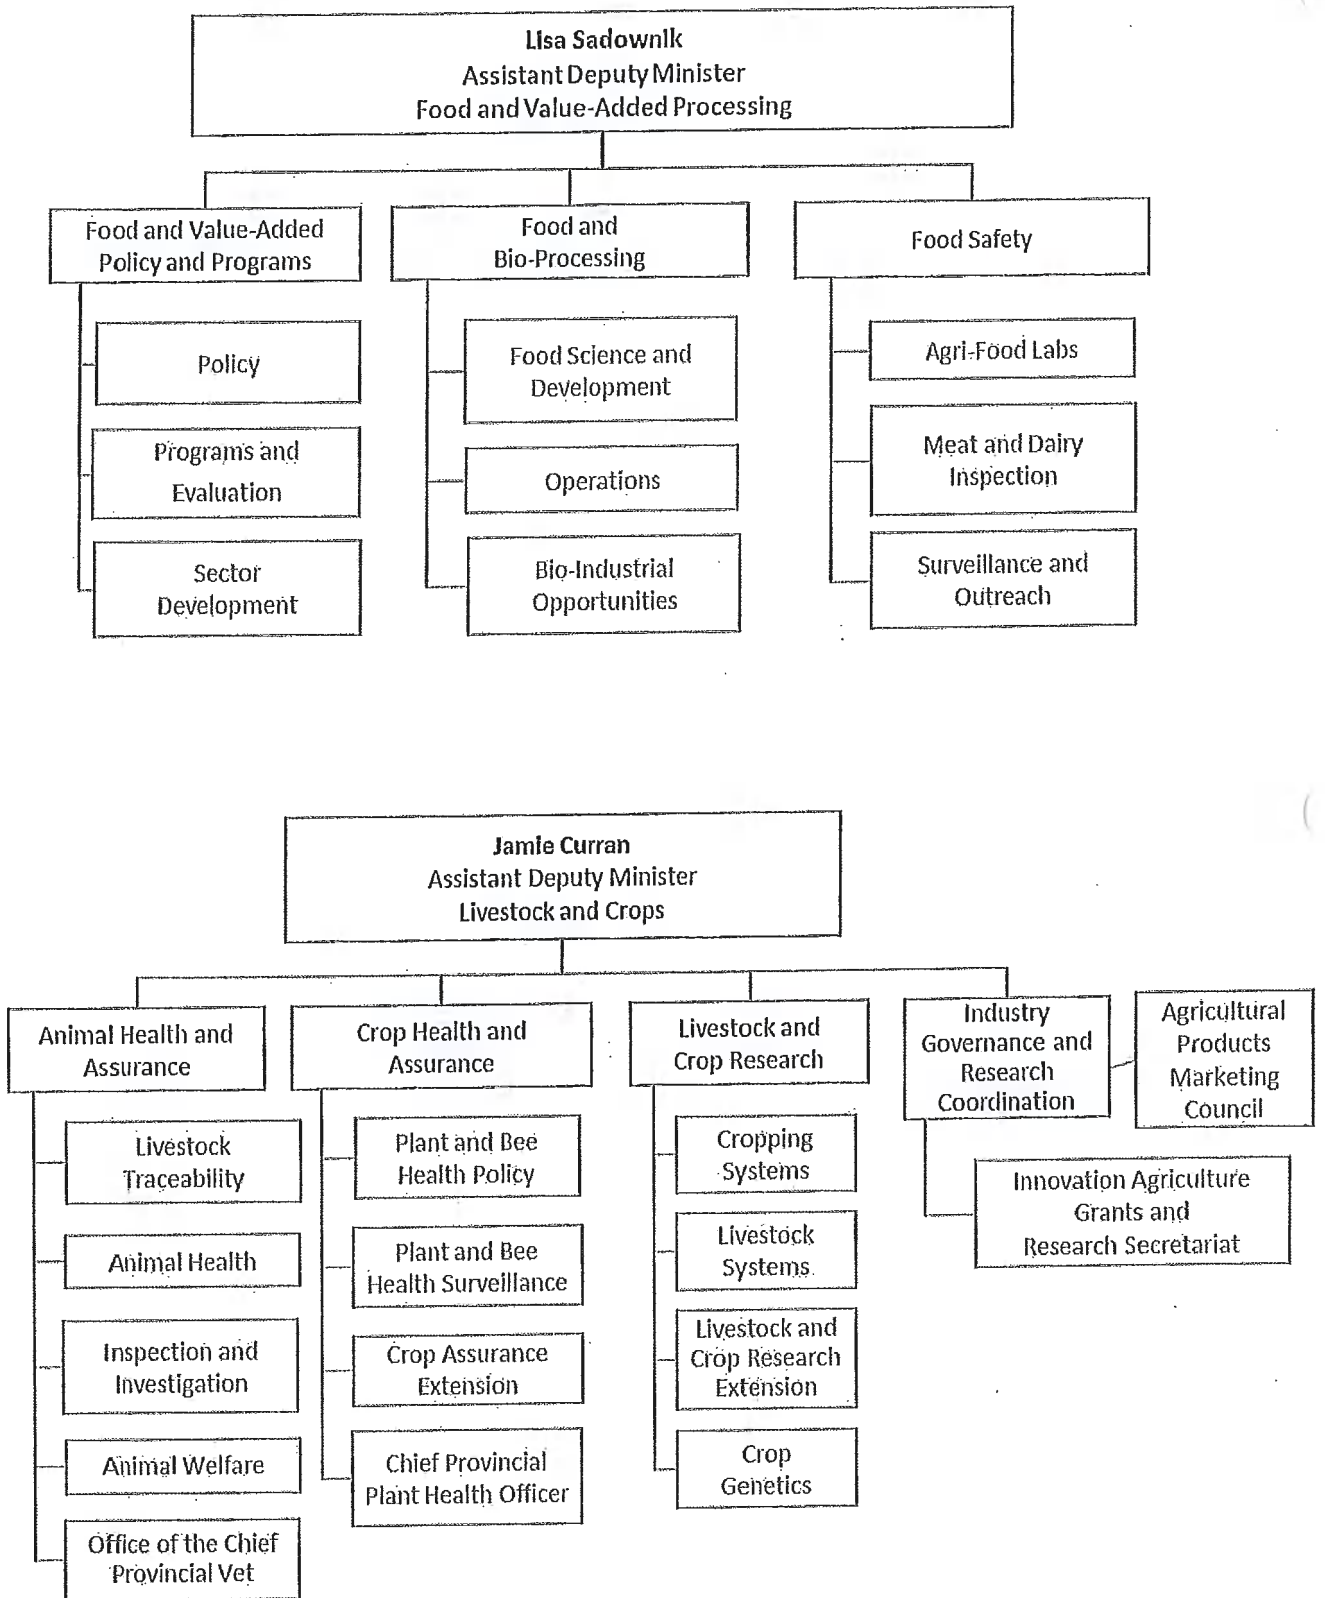 Lisa Sadownik
Assistant Deputy Minister
Food and Value-Added Processing
Food and Value-Added
Policy and Programs
Policy
Programs and
Evaluation
Sector
Development
Food and
Bio-Processing
Food Science and
Development
Operations
Bio-Industrial
Opportunities
Food Safety
Agri-Food Labs
Meat and Dairy
Inspection
Surveillance and
Outreach
Jamie Curran
Assistant Deputy Minister
Livestock and Crops
Animal Health and
Assurance
Livestock
Traceability
Animal Health
Inspection and
Investigation
Animal Welfare
Office of the Chief
Provincial Vet
Crop Health and
Assurance
Plant and Bee
Health Policy
Plant and Bee
Health Surveillance
Crop Assurance
Extension
Chief Provincial
Plant Health Officer
Livestock and
Crop Research
Cropping
Systems
Livestock
Systems
Livestock and
Crop Research
Extension
Crop
Genetics
Industry
Governance and
Research
Coordination
Agricultural
Products
Marketing
Council
Innovation Agriculture
Grants and
Research Secretariat